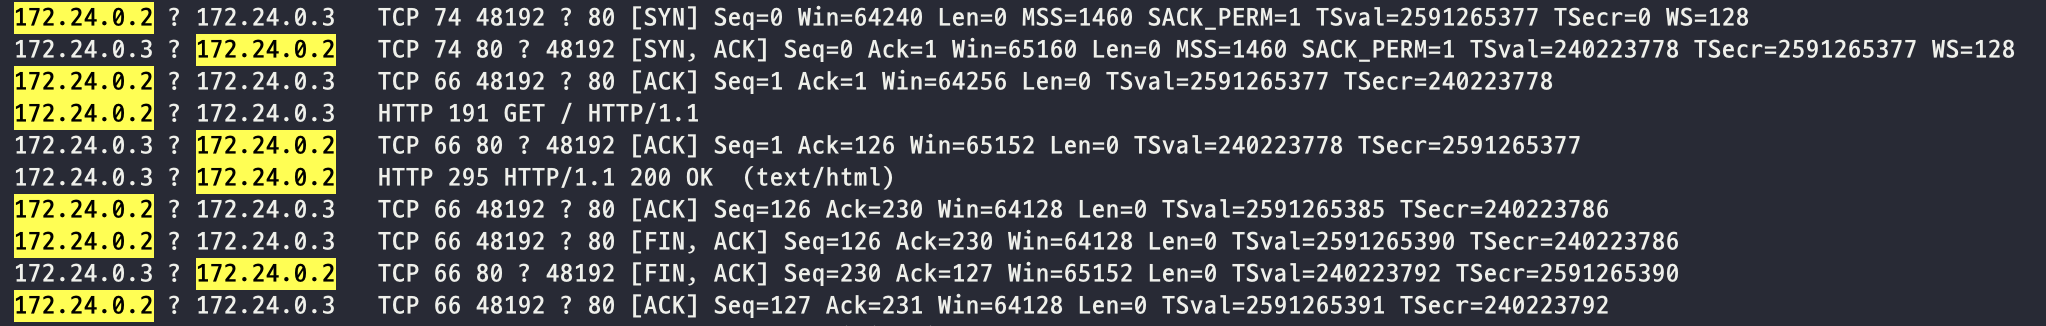 172.24.0.2 ? 172.24.0.3 TCP 74 48192 ? 80 [SYN] Seq=0 Win=64240 Len=0 MSS=1460 SACK_PERM=1 TSval=2591265377 TSecr=0 WS=128
172.24.0.3 ? 172.24.0.2 TCP 74 80 ? 48192 [SYN, ACK] Seq=0 Ack=1 Win=65160 Len=0 MSS=1460 SACK_PERM=1 TSval=240223778 TSecr=2591265377 WS=128
172.24.0.2 ? 172.24.0.3 TCP 66 48192 ? 80 [ACK] Seq=1 Ack=1 Win=64256 Len=0 TSval=2591265377 TSecr=240223778
172.24.0.2 ? 172.24.0.3 HTTP 191 GET / HTTP/1.1
172.24.0.3 ? 172.24.0.2 TCP 66 80 ? 48192 [ACK] Seq=1 Ack=126 Win=65152 Len=0 TSval=240223778 TSecr=2591265377
172.24.0.3 ? 172.24.0.2 HTTP 295 HTTP/1.1 200 OK (text/html)
172.24.0.2 ? 172.24.0.3 TCP 66 48192 ? 80 [ACK] Seq=126 Ack=230 Win=64128 Len=0 TSval=2591265385 TSecr=240223786
172.24.0.2 ? 172.24.0.3 TCP 66 48192 ? 80 [FIN, ACK] Seq=126 Ack=230 Win=64128 Len=0 TSval=2591265390 TSecr=240223786
172.24.0.3 ? 172.24.0.2 TCP 66 80 ? 48192 [FIN, ACK] Seq=230 Ack=127 Win=65152 Len=0 TSval=240223792 TSecr=2591265390
172.24.0.2 ? 172.24.0.3 TCP 66 48192 ? 80 [ACK] Seq=127 Ack=231 Win=64128 Len=0 TSval=2591265391 TSecr=240223792